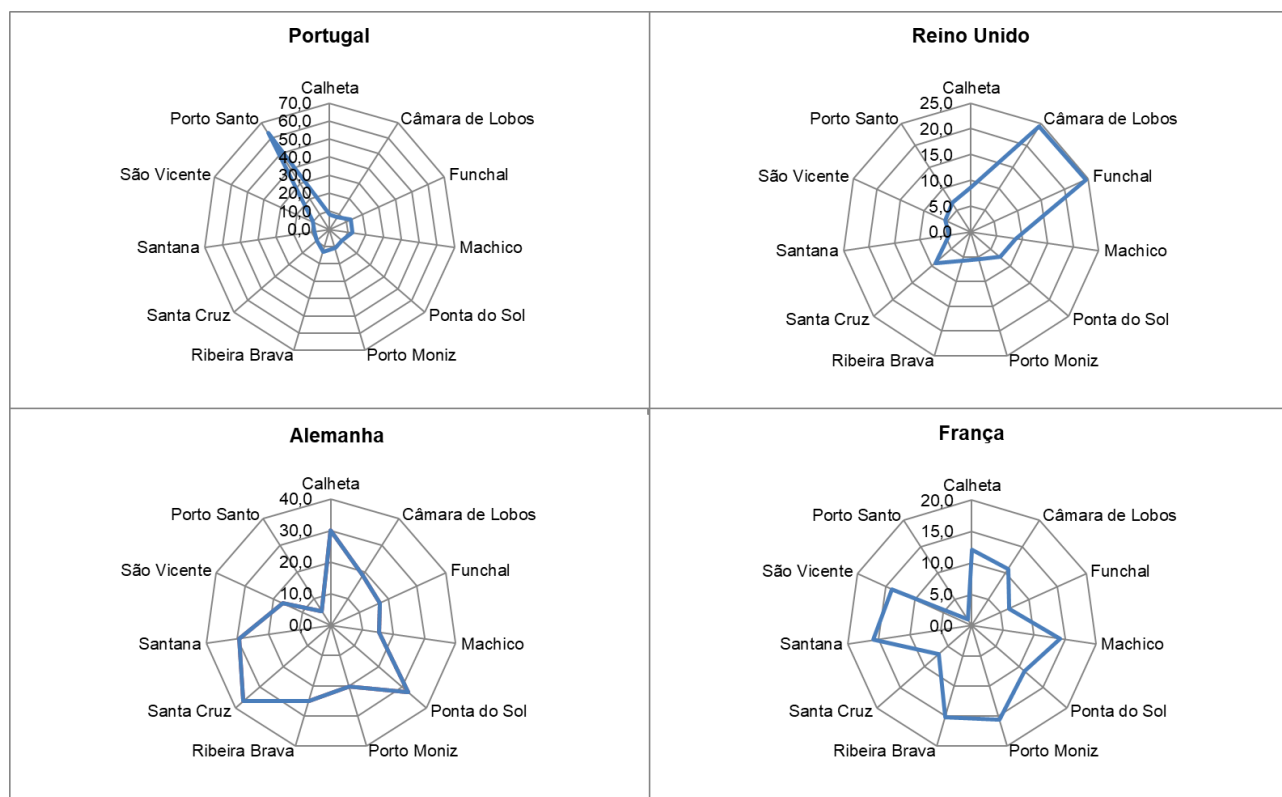 Portugal
Calheta
Câmara de Lobos
Funchal
Machico
Ponta do Sol
Porto Moniz
Ribeira Brava
Santa Cruz
Santana
São Vicente
Porto Santo
70,0
60,0
50,0
40,0
30,0
20,0
10,0
0,0
Reino Unido
Calheta
Câmara de Lobos
Funchal
Machico
Ponta do Sol
Porto Moniz
Ribeira Brava
Santa Cruz
Santana
São Vicente
Porto Santo
25,0
20,0
15,0
10,0
5,0
0,0
Alemanha
Calheta
Câmara de Lobos
Funchal
Machico
Ponta do Sol
Porto Moniz
Ribeira Brava
Santa Cruz
Santana
São Vicente
Porto Santo
40,0
30,0
20,0
10,0
0,0
França
Calheta
Câmara de Lobos
Funchal
Machico
Ponta do Sol
Porto Moniz
Ribeira Brava
Santa Cruz
Santana
São Vicente
Porto Santo
20,0
15,0
10,0
5,0
0,0